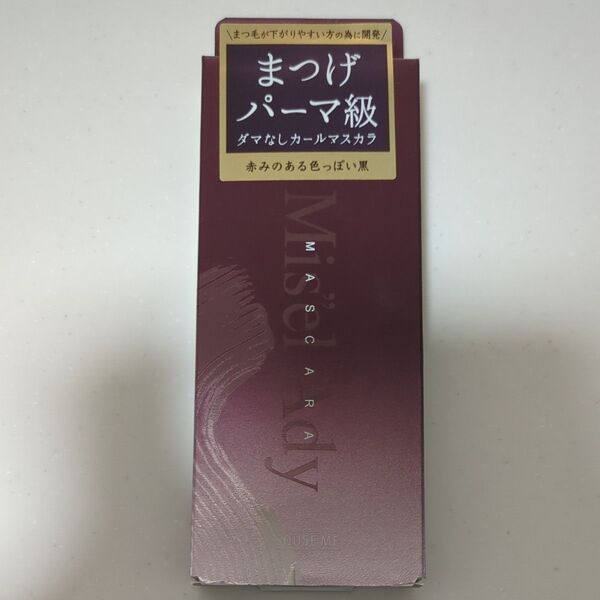 \まつ毛が下がりやすい方の為に開発/
まつげ
パーマ級
ダマなしカールマスカラ
赤みのある色っぽい黒
Mis'el Ady
MASCARA